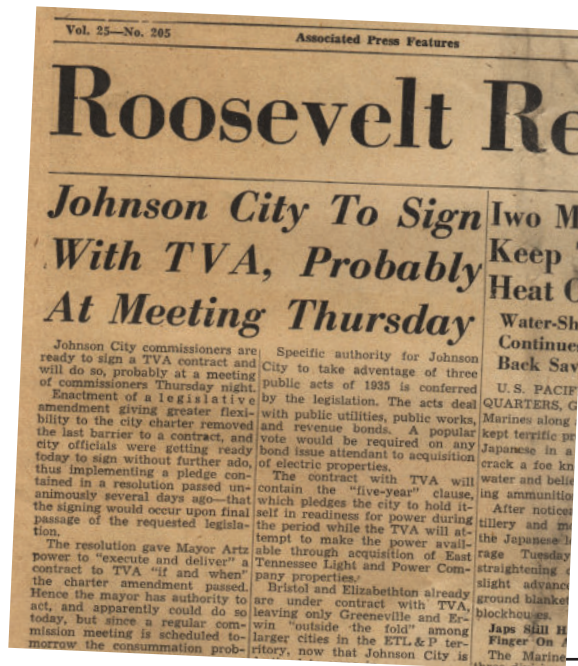 Vol. 25—No. 205
Associated Press Features
Roosevelt Re
Johnson City To Sign
With TVA, Probably
At Meeting Thursday
Johnson City commissioners are
ready to sign a TVA contract and
will do so, probably at a meeting
of commissioners Thursday night.
Enactment of a legislative
amendment giving greater flexi-
bility to the city charter removed
the last barrier to a contract, and
city officials were getting ready
today to sign without further ado,
thus implementing a pledge con-
tained in a resolution passed un-
animously several days ago—that
the signing would occur upon final
passage of the requested legisla-
tion.
The resolution gave Mayor Artz
power to "execute and deliver" a
contract to TVA "if and when"
the charter amendment passed.
Hence the mayor has authority to
act, and apparently could do so
today, but since a regular com-
mission meeting is scheduled to-
morrow the consummation prob-
Specific authority for Johnson
City to take advantage of three
public acts of 1935 is conferred
by the legislation. The acts deal
with public utilities, public works,
and revenue bonds. A popular
vote would be required on any
bond issue attendant to acquisition
of electric properties.
The contract with TVA will
contain the "five-year" clause,
which pledges the city to hold it-
self in readiness for power during
the period while the TVA will at-
tempt to make the power avail-
able through acquisition of East
Tennessee Light and Power Com-
pany properties.
Bristol and Elizabethton already
are under contract with TVA,
leaving only Greeneville and Er-
win "outside the fold" among
larger cities in the ETL&P ter-
ritory, now that Johnson City is
Iwo M
Keep
Heat O
Water-Sh
Continue
Back Sav
U. S. PACIF
QUARTERS, G
Marines along
kept terrific pr
Japanese in a
crack a foe kn
water and belie
ing ammunitio
After notice
tillery and mo
the Japanese l
rage Tuesday
straightening
slight advance
ground blanke
blockhouses.
Japs Still H
Finger On A
The Marine